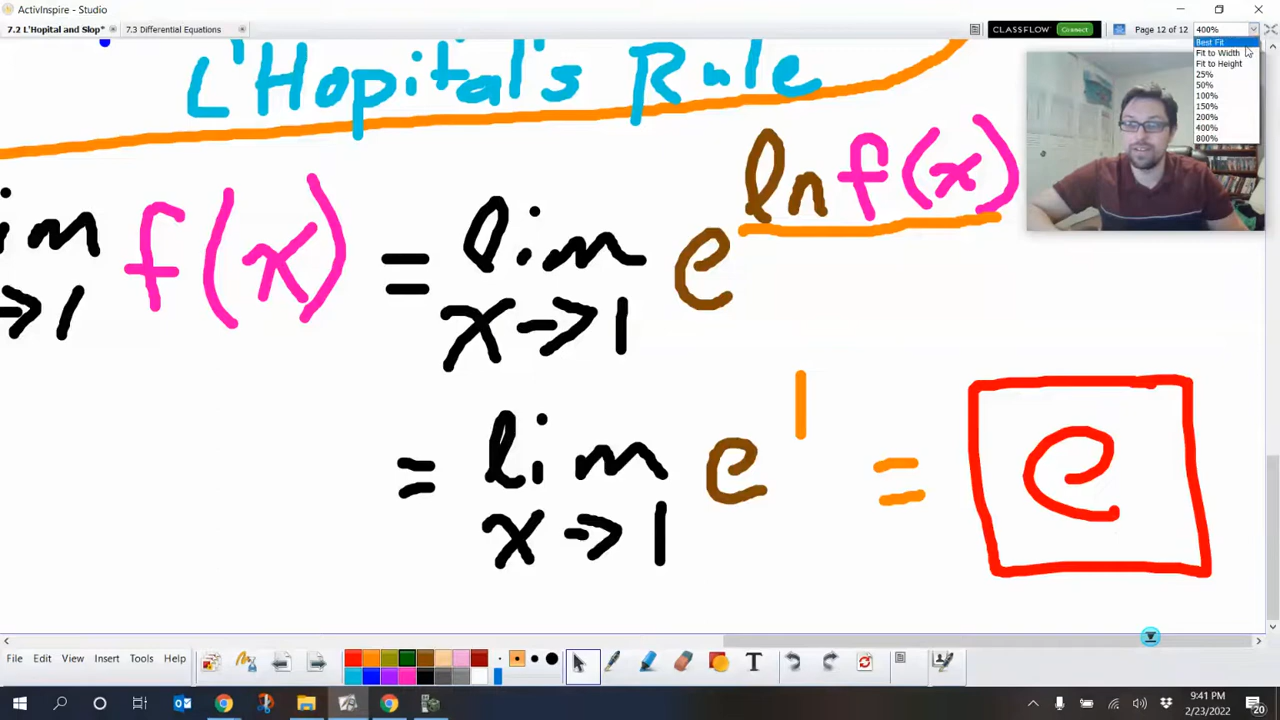 ActivInspire - Studio
7.2 L'Hopital and Slop*
7.3 Differential Equations
CLASSFLOW Connect
Page 12 of 12
400%
Best Fit
Fit to Width
Fit to Height
25%
50%
100%
150%
200%
400%
800%
L'Hopital's Rule
im f(x) = lim e^ln f(x)
→1 x→1
= lim e^1 = e
x→1
File Edit View Insert Tools Help
9:41 PM
2/23/2022
20